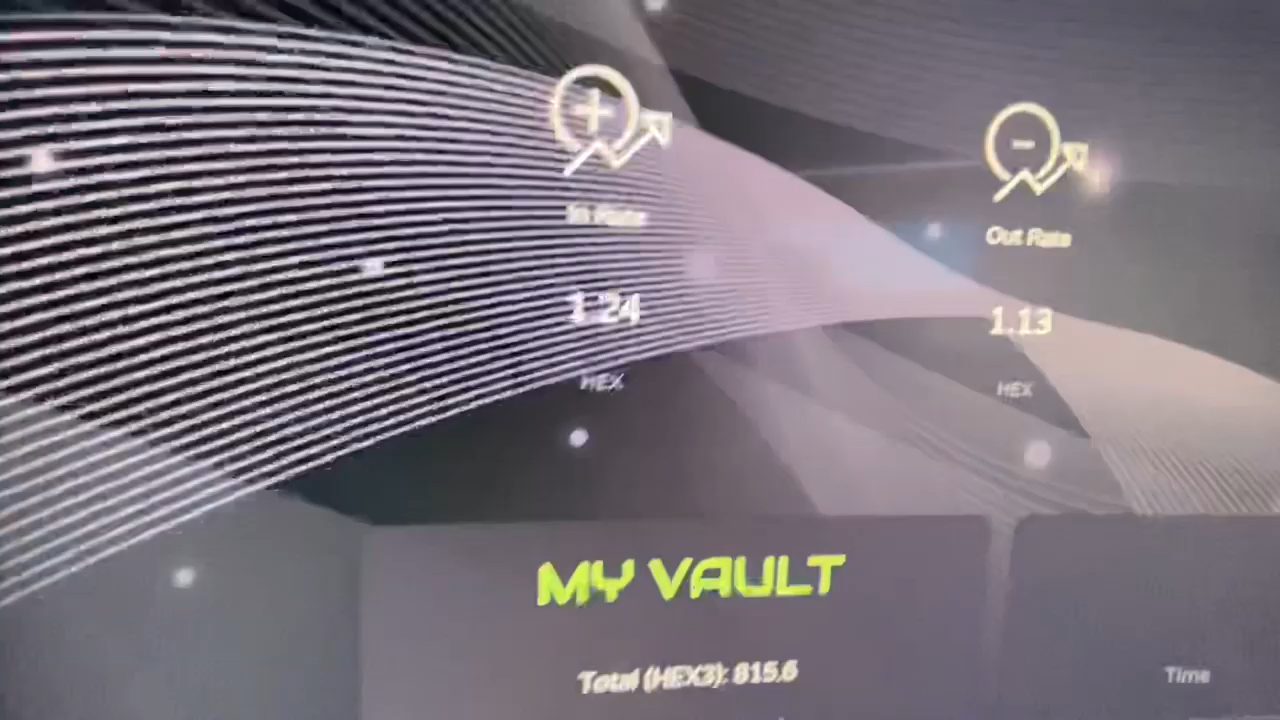 In Rate
Out Rate
1.24
1.13
HEX
HEX
MY VAULT
Total (HEX3): 815.6
Time